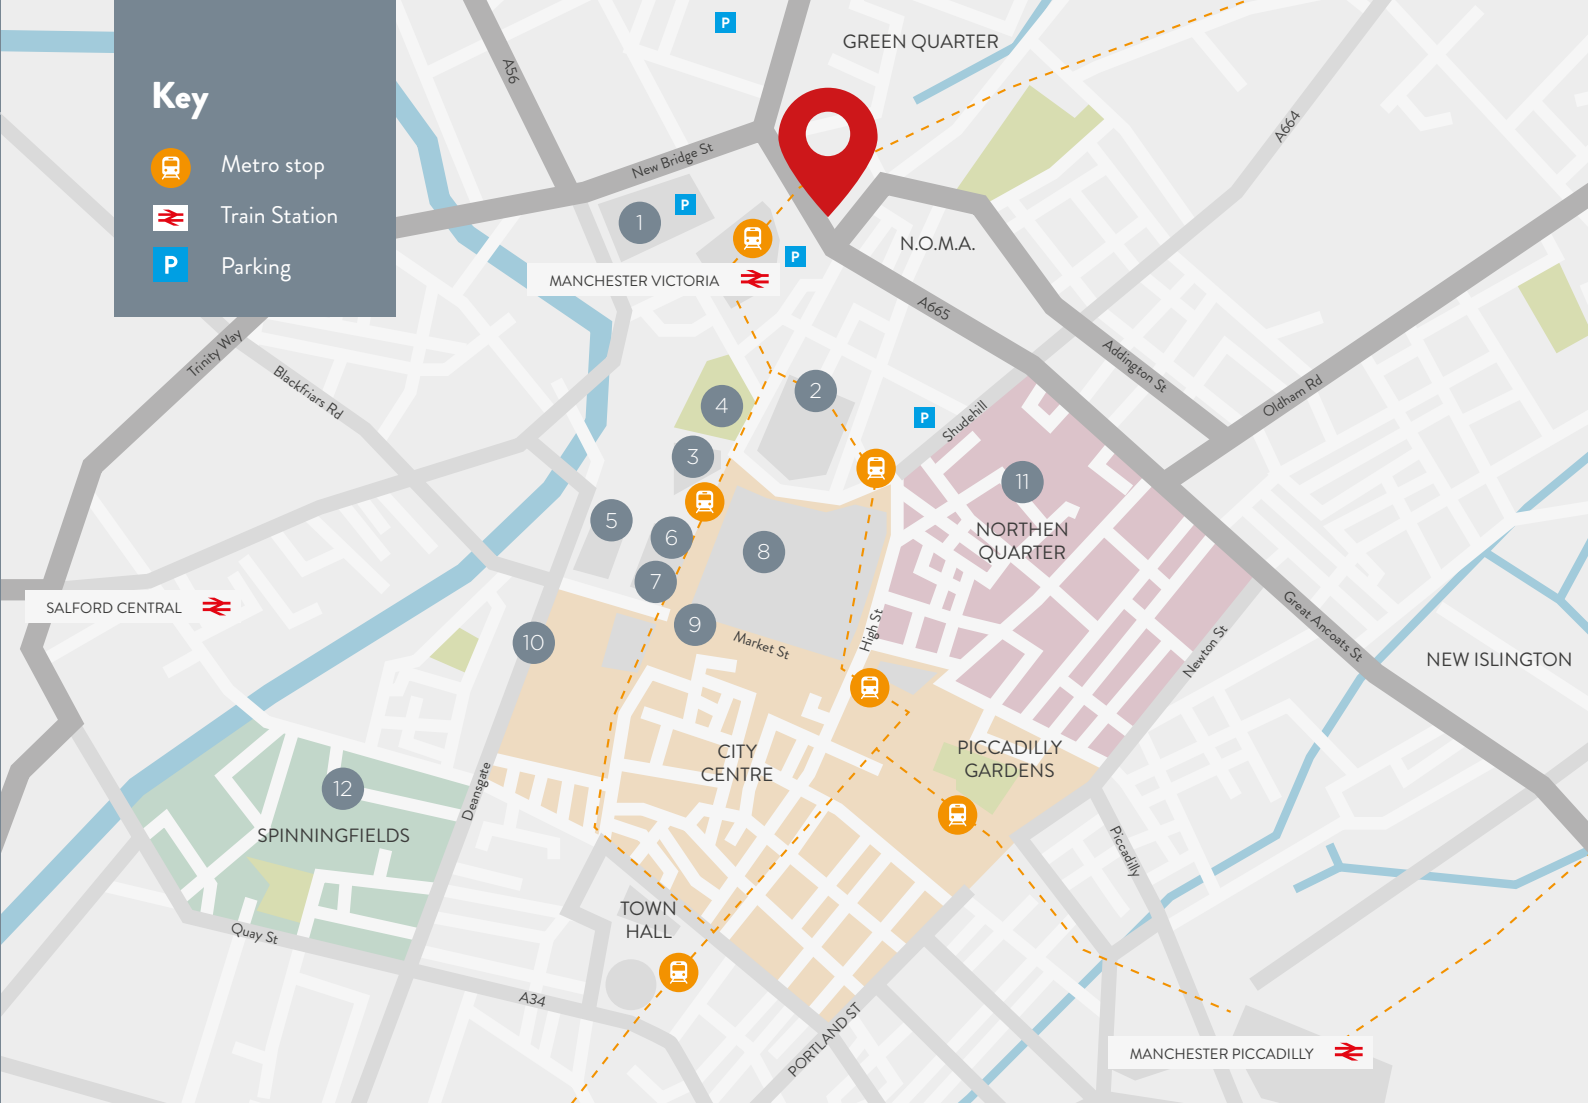 Key
Metro stop
Train Station
P
Parking
P
GREEN QUARTER
A56
A664
New Bridge St
1
P
N.O.M.A.
P
MANCHESTER VICTORIA
A665
Trinity Way
Blackfriars Rd
Addington St
Oldham Rd
2
4
P
Shudehill
3
11
5
6
8
NORTHEN
QUARTER
7
SALFORD CENTRAL
9
10
Market St
High St
Newton St
Great Ancoats St
NEW ISLINGTON
CITY
CENTRE
PICCADILLY
GARDENS
12
Deansgate
SPINNINGFIELDS
Piccadilly
TOWN
HALL
Quay St
A34
PORTLAND ST
MANCHESTER PICCADILLY